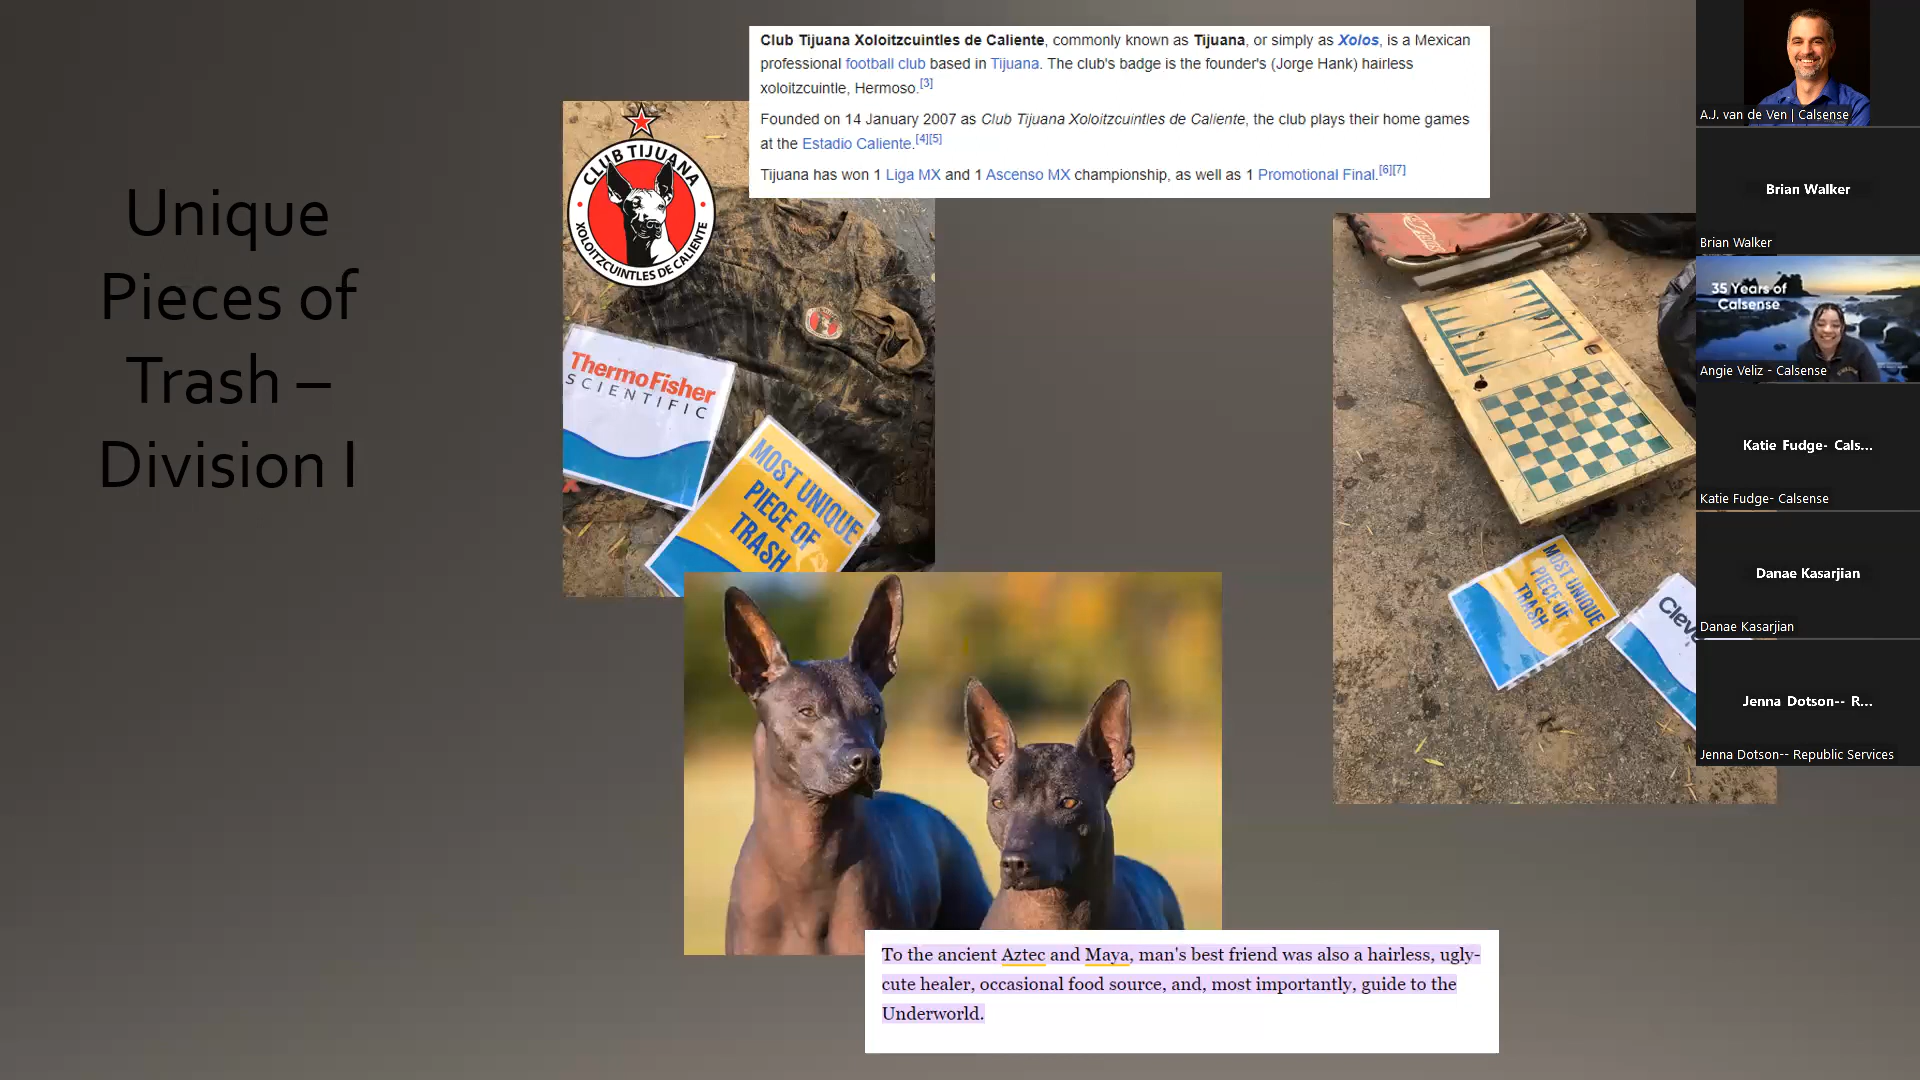 Unique
Pieces of
Trash –
Division I
Club Tijuana Xoloitzcuintles de Caliente, commonly known as Tijuana, or simply as Xolos, is a Mexican
professional football club based in Tijuana. The club's badge is the founder's (Jorge Hank) hairless
xoloitzcuintle, Hermoso.[3]
Founded on 14 January 2007 as Club Tijuana Xoloitzcuintles de Caliente, the club plays their home games
at the Estadio Caliente.[4][5]
Tijuana has won 1 Liga MX and 1 Ascenso MX championship, as well as 1 Promotional Final.[6][7]
CLUB TIJUANA
XOLOITZCUINTLES DE CALIENTE
ThermoFisher
SCIENTIFIC
MOST UNIQUE
PIECE OF
TRASH
MOST UNIQUE
PIECE OF
TRASH
To the ancient Aztec and Maya, man's best friend was also a hairless, ugly-
cute healer, occasional food source, and, most importantly, guide to the
Underworld.
A.J. van de Ven | Calsense
Brian Walker
Brian Walker
35 Years of
Calsense
Angie Veliz - Calsense
Katie Fudge- Cals...
Katie Fudge- Calsense
Danae Kasarjian
Danae Kasarjian
Jenna Dotson-- R...
Jenna Dotson-- Republic Services